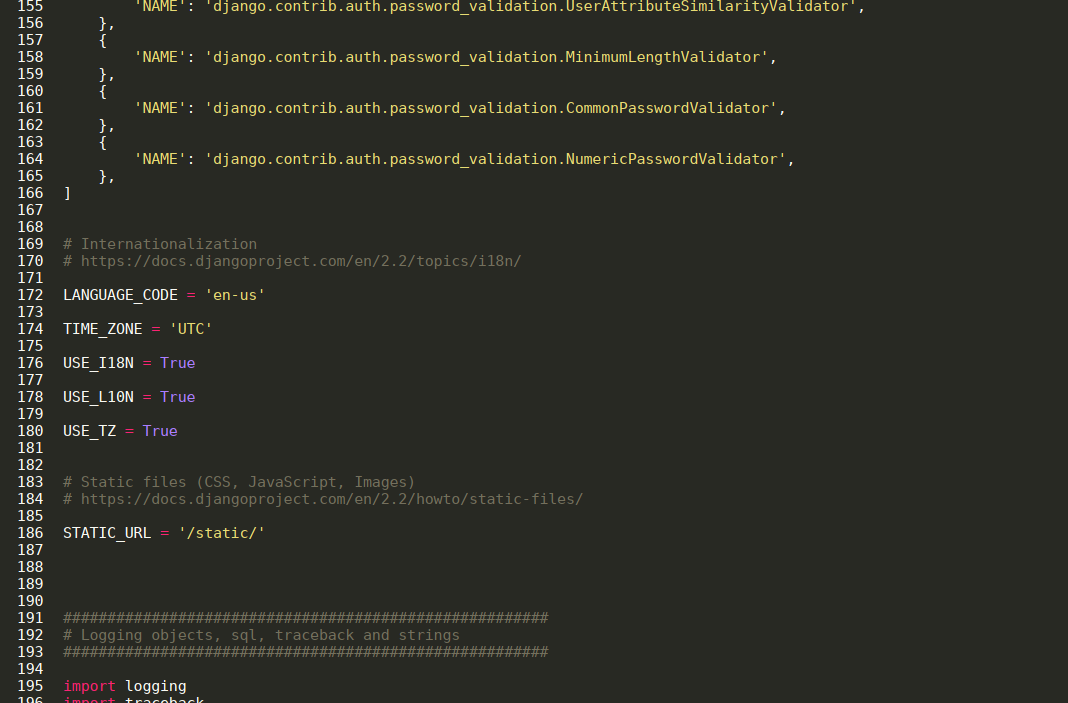 155 'NAME': 'django.contrib.auth.password_validation.UserAttributeSimilarityValidator',
156 },
157 {
158 'NAME': 'django.contrib.auth.password_validation.MinimumLengthValidator',
159 },
160 {
161 'NAME': 'django.contrib.auth.password_validation.CommonPasswordValidator',
162 },
163 {
164 'NAME': 'django.contrib.auth.password_validation.NumericPasswordValidator',
165 },
166 ]
167
168
169 # Internationalization
170 # https://docs.djangoproject.com/en/2.2/topics/i18n/
171
172 LANGUAGE_CODE = 'en-us'
173
174 TIME_ZONE = 'UTC'
175
176 USE_I18N = True
177
178 USE_L10N = True
179
180 USE_TZ = True
181
182
183 # Static files (CSS, JavaScript, Images)
184 # https://docs.djangoproject.com/en/2.2/howto/static-files/
185
186 STATIC_URL = '/static/'
187
188
189
190
191 #######################################################
192 # Logging objects, sql, traceback and strings
193 #######################################################
194
195 import logging
196 import traceback